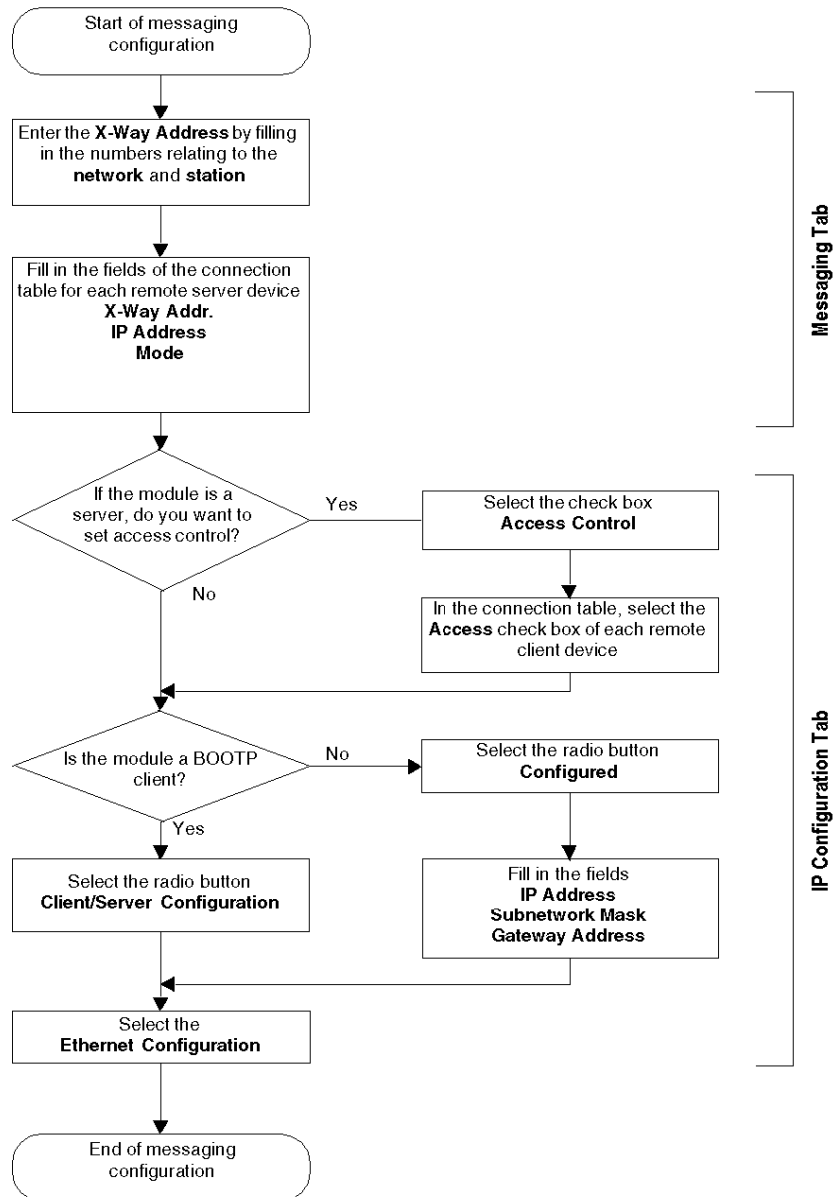 Start of messaging
configuration
Enter the X-Way Address by filling
in the numbers relating to the
network and station
Fill in the fields of the connection
table for each remote server device
X-Way Addr.
IP Address
Mode
Messaging Tab
If the module is a
server, do you want to
set access control?
Yes
Select the check box
Access Control
No
In the connection table, select the
Access check box of each remote
client device
Is the module a BOOTP
client?
No
Select the radio button
Configured
Yes
Select the radio button
Client/Server Configuration
Fill in the fields
IP Address
Subnetwork Mask
Gateway Address
IP Configuration Tab
Select the
Ethernet Configuration
End of messaging
configuration